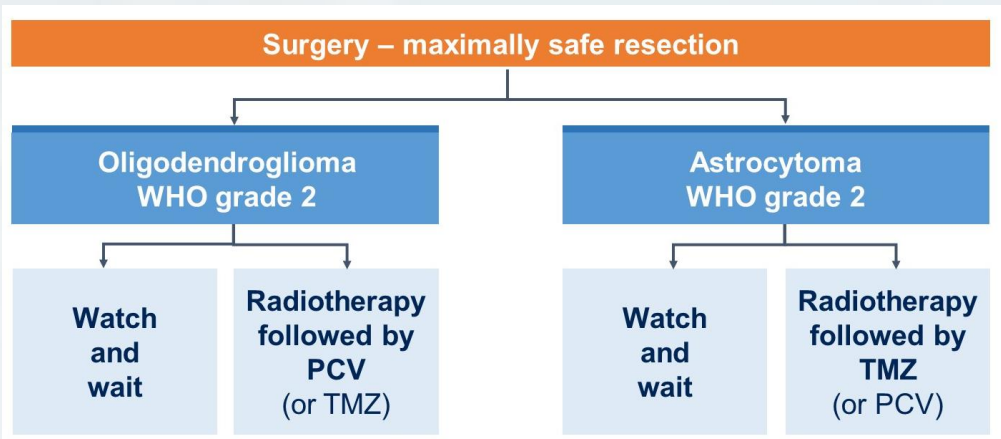 Surgery – maximally safe resection
Oligodendroglioma
WHO grade 2
Astrocytoma
WHO grade 2
Watch
and
wait
Radiotherapy
followed by
PCV
(or TMZ)
Watch
and
wait
Radiotherapy
followed by
TMZ
(or PCV)